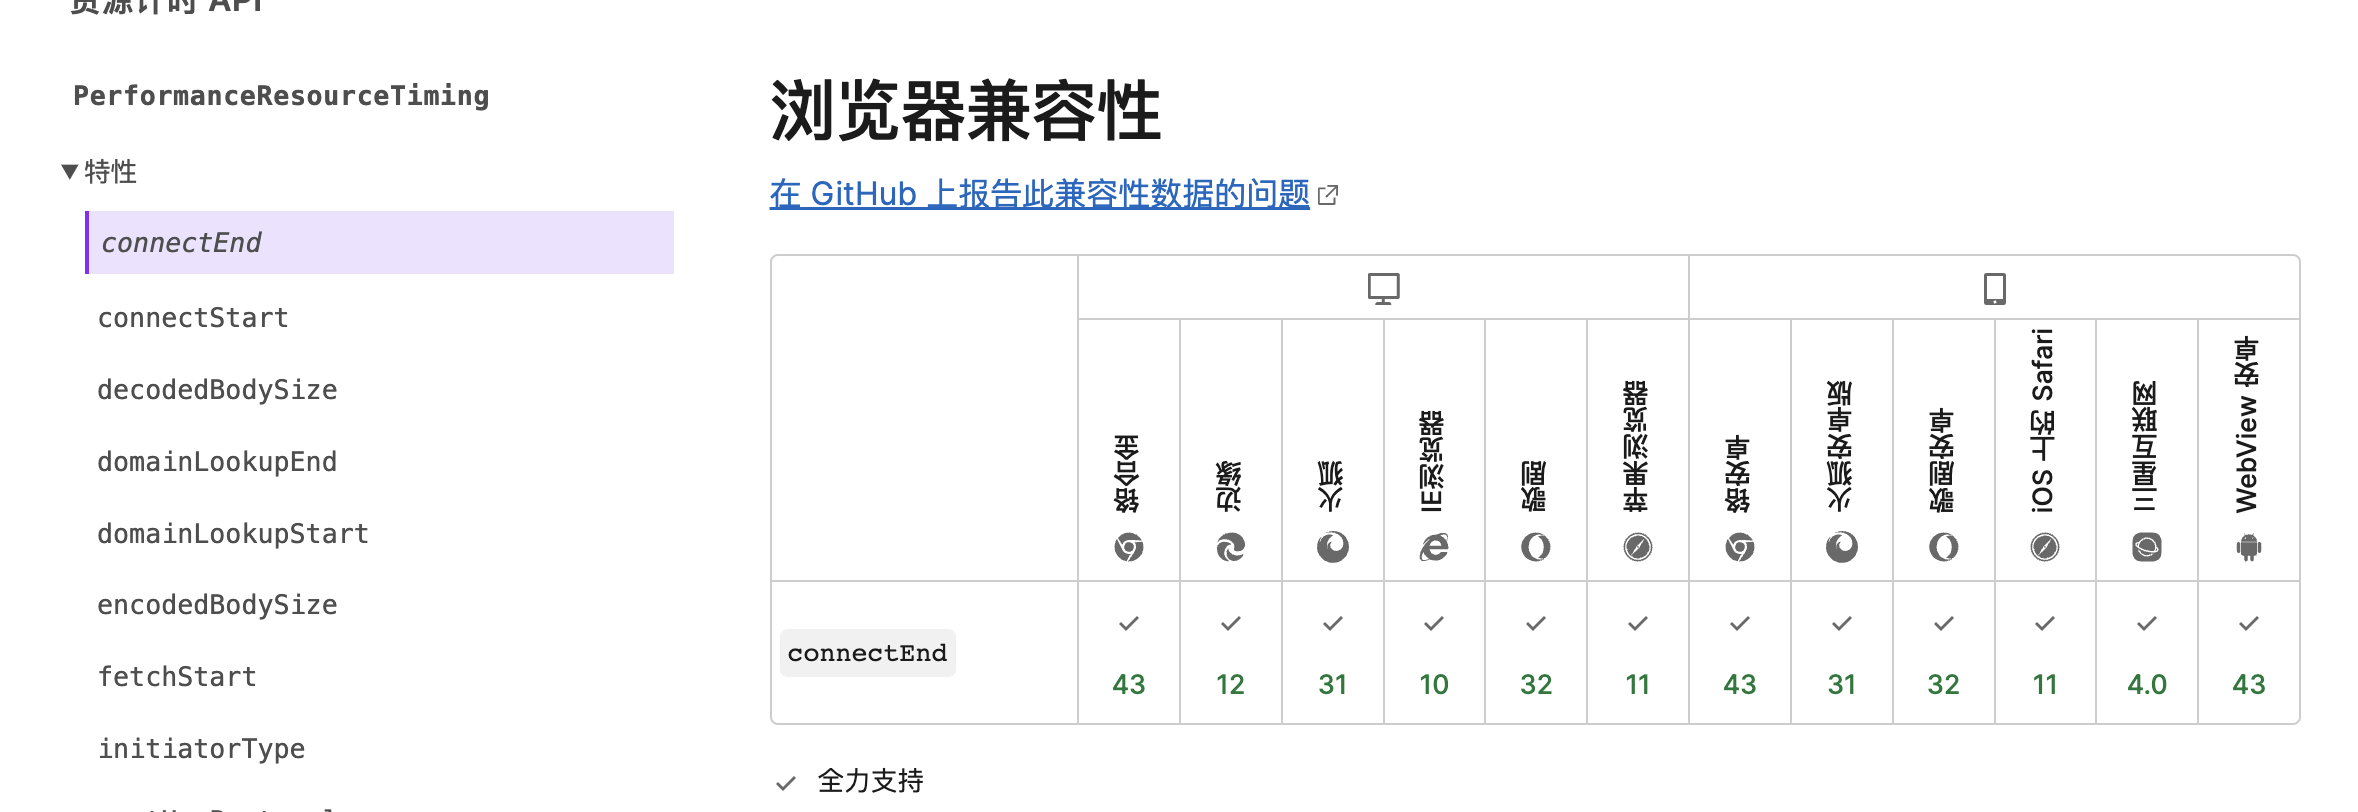 资源计时 API
PerformanceResourceTiming
特性
connectEnd
connectStart
decodedBodySize
domainLookupEnd
domainLookupStart
encodedBodySize
fetchStart
initiatorType
浏览器兼容性
在 GitHub 上报告此兼容性数据的问题
铬合金
边缘
火狐
IE浏览器
歌剧
苹果浏览器
铬安卓
火狐安卓版
歌剧安卓
iOS 上的 Safari
三星互联网
WebView 安卓
connectEnd
43 12 31 10 32 11 43 31 32 11 4.0 43
全力支持